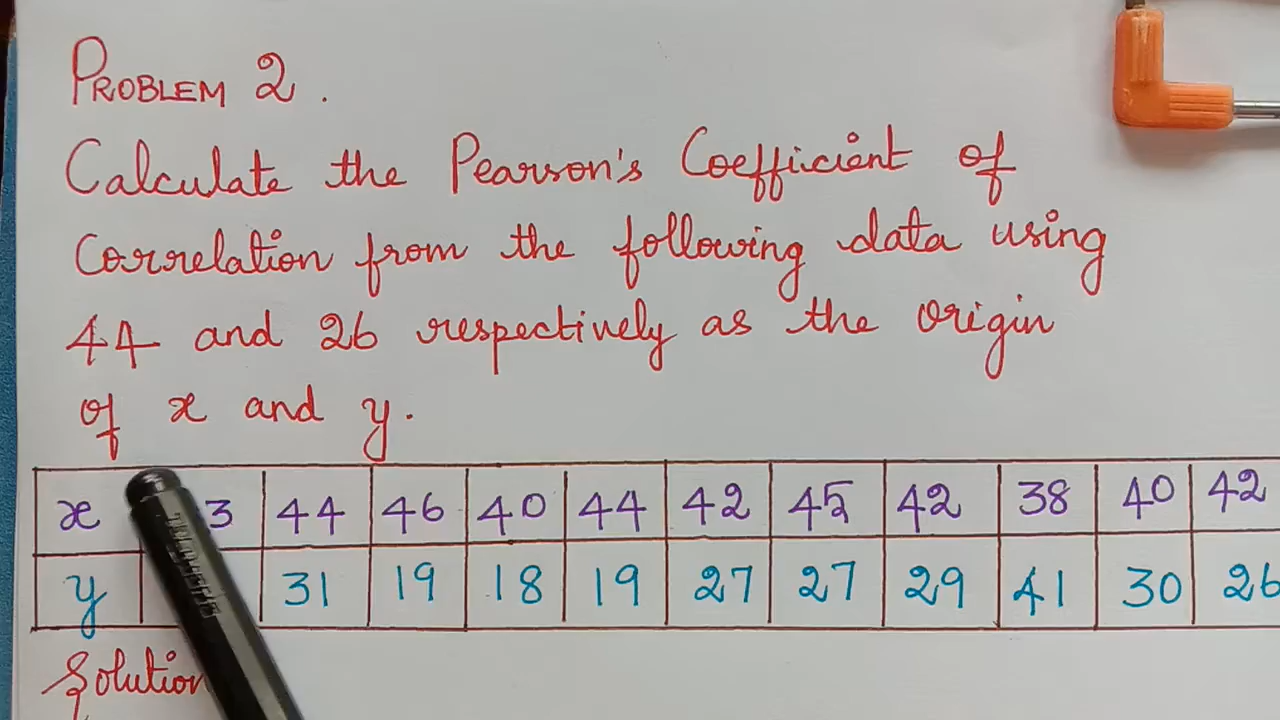 PROBLEM 2.
Calculate the Pearson's Coefficient of
Correlation from the following data using
44 and 26 respectively as the origin
of x and y.
x 3 44 46 40 44 42 45 42 38 40 42
y 31 19 18 19 27 27 29 41 30 26
Solution